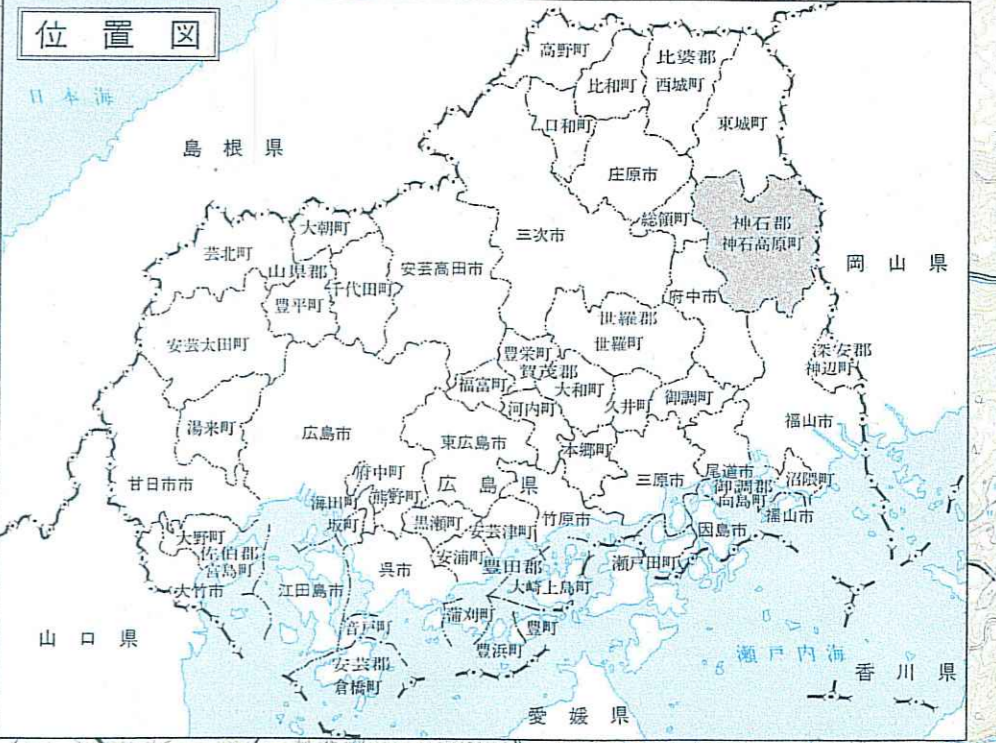 位置図
日本海
島根県
高野町
比婆郡
西城町
比和町
口和町
東城町
庄原市
総領町
三次市
神石郡
神石高原町
岡山県
大朝町
芸北町
山県郡
千代田町
豊平町
安芸高田市
府中市
世羅郡
世羅町
安芸太田町
豊栄町
賀茂郡
福富町
大和町
河内町
久井町
御調町
深安郡
神辺町
湯来町
広島市
東広島市
本郷町
福山市
府中町
広島県
三原市
尾道市
御調郡
向島町
沼隈町
福山市
廿日市市
海田町
熊野町
坂町
黒瀬町
安芸津町
竹原市
因島市
大野町
佐伯郡
宮島町
大竹市
江田島市
呉市
安浦町
豊田郡
大崎上島町
瀬戸田町
山口県
音戸町
蒲刈町
豊町
豊浜町
安芸郡
倉橋町
瀬戸内海
香川県
愛媛県